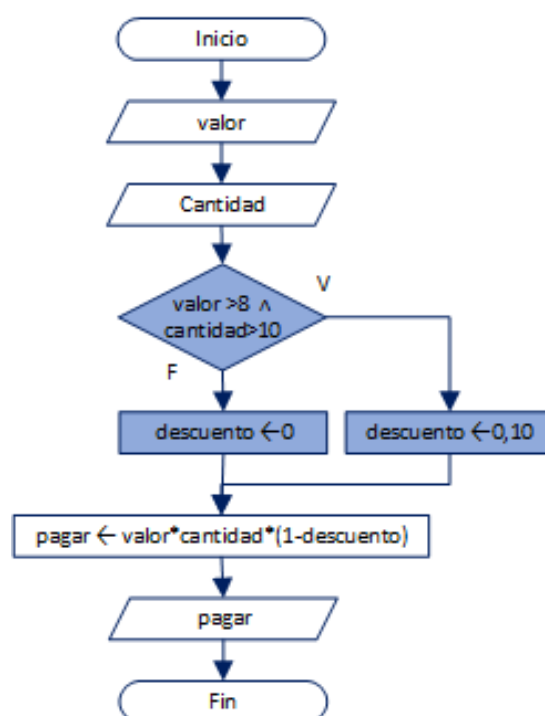 Inicio
valor
Cantidad
valor >8 ∧
cantidad>10
V
F
descuento ←0
descuento ←0,10
pagar ← valor*cantidad*(1-descuento)
pagar
Fin